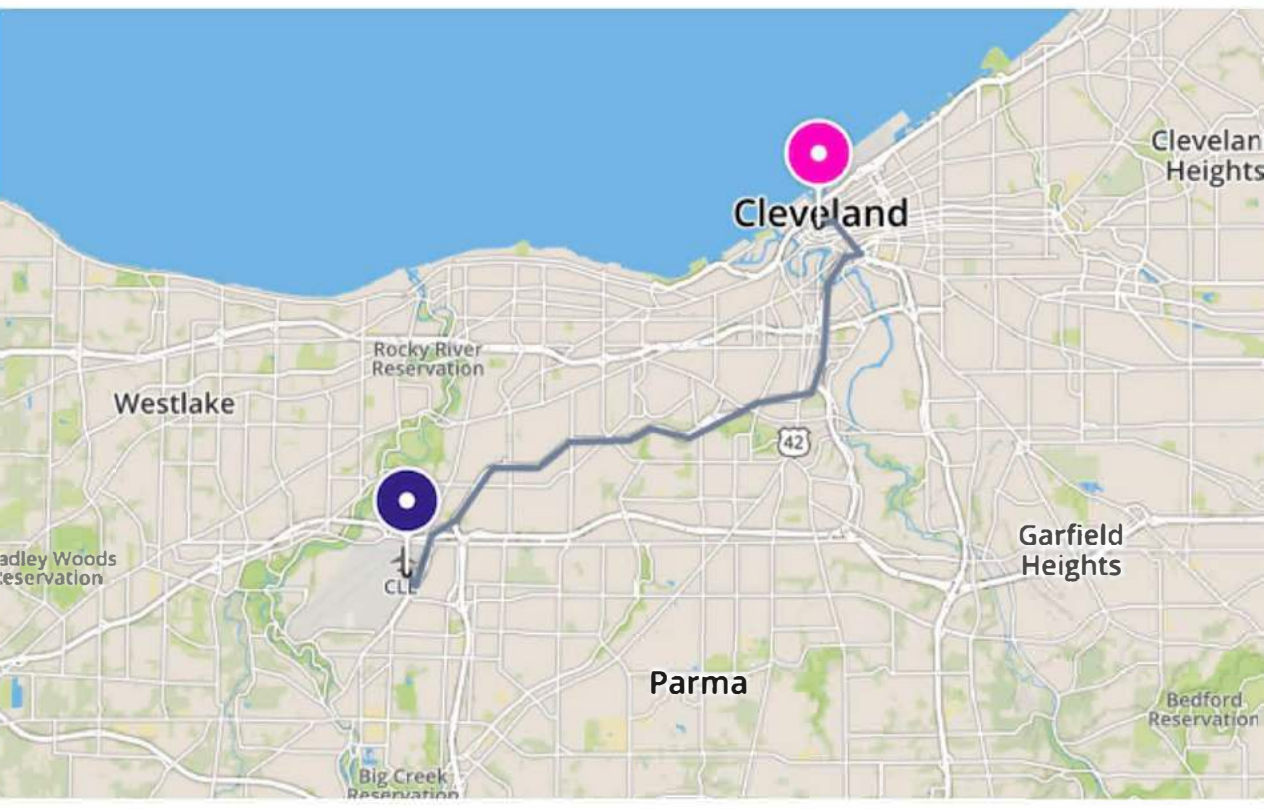 Clevelan
Heights
Cleveland
Rocky River
Reservation
Westlake
42
adley Woods
eservation
CLE
Garfield
Heights
Parma
Bedford
Reservation
Big Creek
Reservation